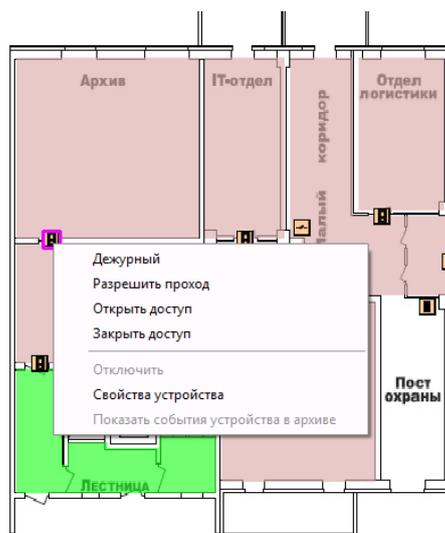 Архив
IT-отдел
Отдел
логистики
Малый коридор
Дежурный
Разрешить проход
Открыть доступ
Закрыть доступ
Отключить
Свойства устройства
Показать события устройства в архиве
Пост
охраны
Лестница